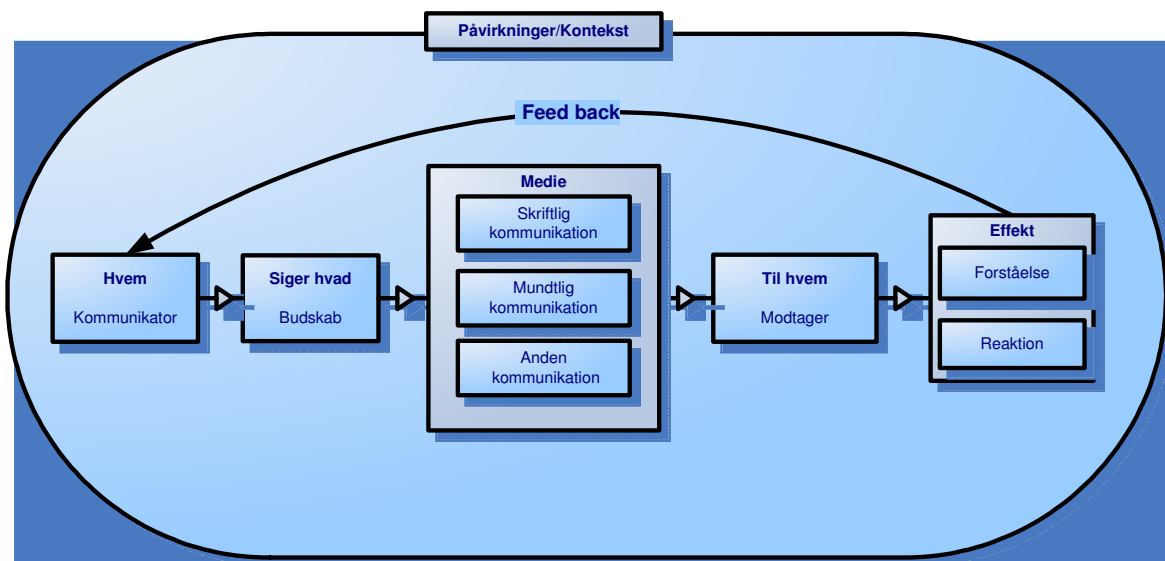 Påvirkninger/Kontekst
Feed back
Hvem
Kommunikator
Siger hvad
Budskab
Medie
Skriftlig
kommunikation
Mundtlig
kommunikation
Anden
kommunikation
Til hvem
Modtager
Effekt
Forståelse
Reaktion